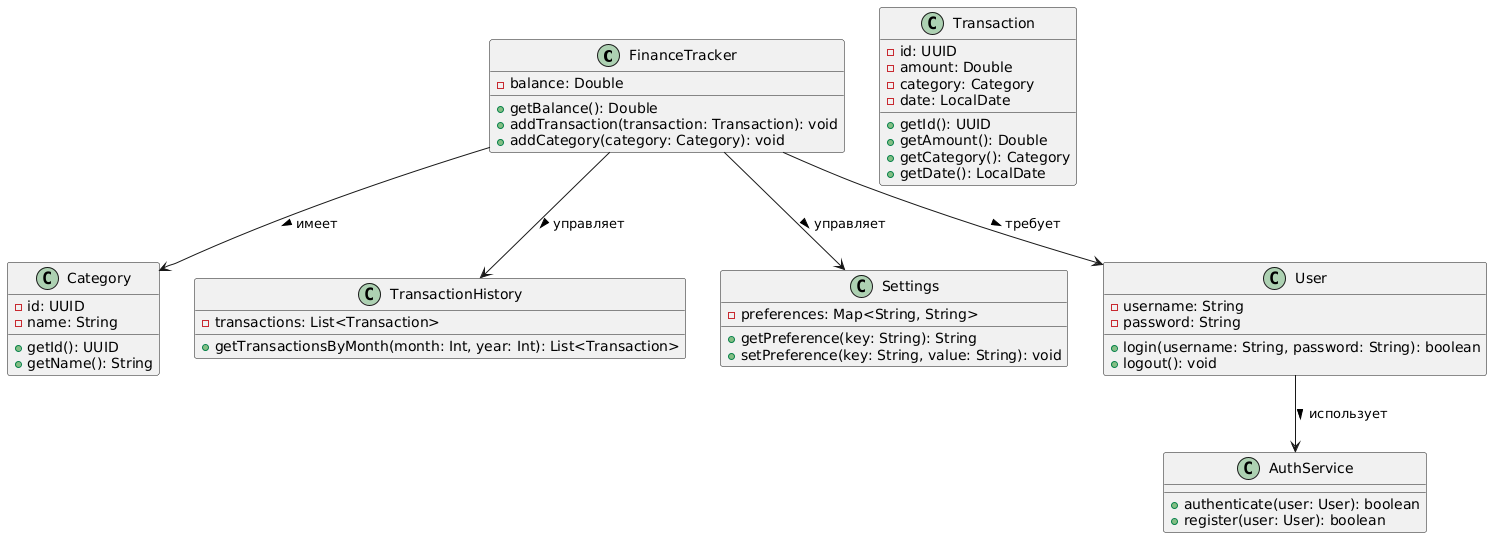 C FinanceTracker
balance: Double
getBalance(): Double
addTransaction(transaction: Transaction): void
addCategory(category: Category): void
C Transaction
id: UUID
amount: Double
category: Category
date: LocalDate
getId(): UUID
getAmount(): Double
getCategory(): Category
getDate(): LocalDate
имеет
управляет
управляет
требует
C Category
id: UUID
name: String
getId(): UUID
getName(): String
C TransactionHistory
transactions: List<Transaction>
getTransactionsByMonth(month: Int, year: Int): List<Transaction>
C Settings
preferences: Map<String, String>
getPreference(key: String): String
setPreference(key: String, value: String): void
C User
username: String
password: String
login(username: String, password: String): boolean
logout(): void
использует
C AuthService
authenticate(user: User): boolean
register(user: User): boolean